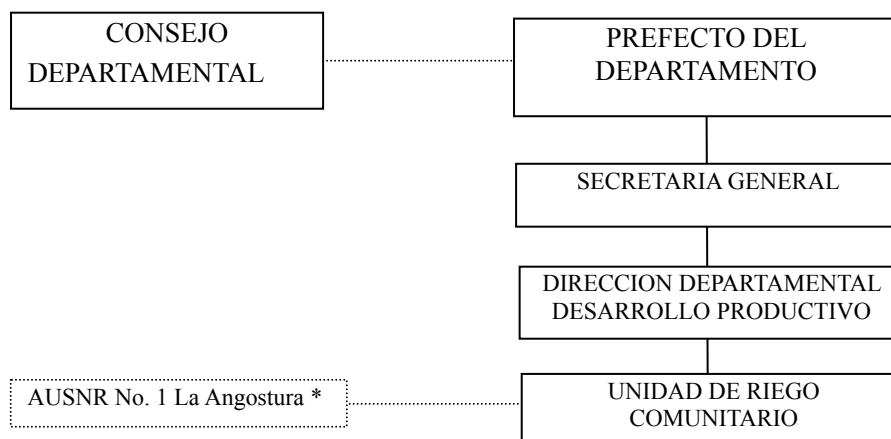 CONSEJO
DEPARTAMENTAL
PREFECTO DEL
DEPARTAMENTO
SECRETARIA GENERAL
DIRECCION DEPARTAMENTAL
DESARROLLO PRODUCTIVO
AUSNR No. 1 La Angostura *
UNIDAD DE RIEGO
COMUNITARIO